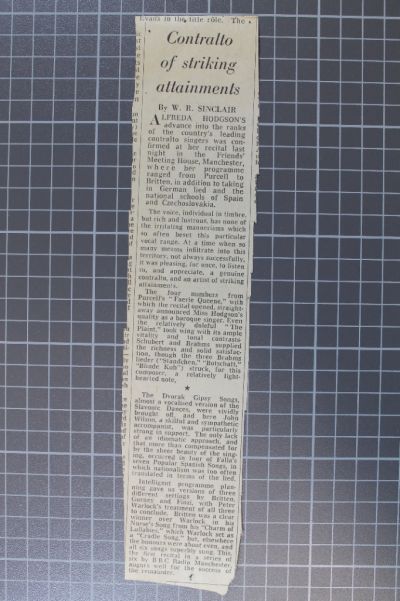 Evans in the title rôle. The
Contralto
of striking
attainments
By W. R. SINCLAIR
ALFREDA HODGSON'S
advance into the ranks
of the country's leading
contralto singers was con-
firmed at her recital last
night in the Friends'
Meeting House, Manchester,
where her programme
ranged from Purcell to
Britten, in addition to taking
in German lied and the
national schools of Spain
and Czechoslovakia.
The voice, individual in timbre,
but rich and lustrous, has none of
the irritating mannerisms which
so often beset this particular
vocal range. At a time when so
many mezzos infiltrate into this
territory, not always successfully,
it was pleasing, for once, to listen
to, and appreciate, a genuine
contralto, and an artist of striking
attainments.
The four numbers from
Purcell's "Faerie Queene," with
which the recital opened, straight-
away announced Miss Hodgson's
quality as a baroque singer. Even
the relatively doleful "The
Plaint," took wing with its ample
vitality and tonal contrasts.
Schubert and Brahms supplied
the richness and solid satisfac-
tion, though the three Brahms
lieder ("Standchen," "Botschaft,"
"Blinde Kuh") struck, for this
composer, a relatively light-
hearted note.
★
The Dvorak Gipsy Songs,
almost a vocalised version of the
Slavonic Dances, were vividly
brought off, and here John
Wilson, a skilful and sympathetic
accompanist, was particularly
strong in support. The only lack
of an idiomatic approach, and
that more than compensated for
by the sheer beauty of the sing-
ing, occurred in four of Falla's
seven Popular Spanish Songs, in
which nationalism was too often
translated in terms of the lied.
Intelligent programme plan-
ning gave us versions of three
different settings by Britten,
Gurney and Finzi, with Peter
Warlock's treatment of all three
to conclude. Britten was a clear
winner over Warlock in his
Nurse's Song from his "Charm of
Lullabies," which Warlock set as
a "Cradle Song," but, elsewhere
the honours were about even, and
all six songs superbly sung. This,
the first recital in a series of
six by B B C Radio Manchester,
augurs well for the success of
the remainder.